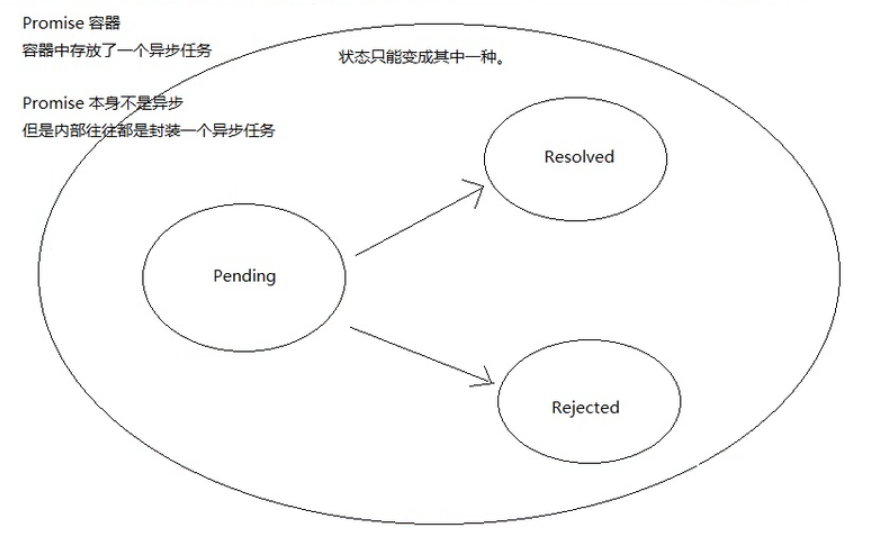 Promise 容器
容器中存放了一个异步任务
状态只能变成其中一种。
Promise 本身不是异步
但是内部往往都是封装一个异步任务
Resolved
Pending
Rejected